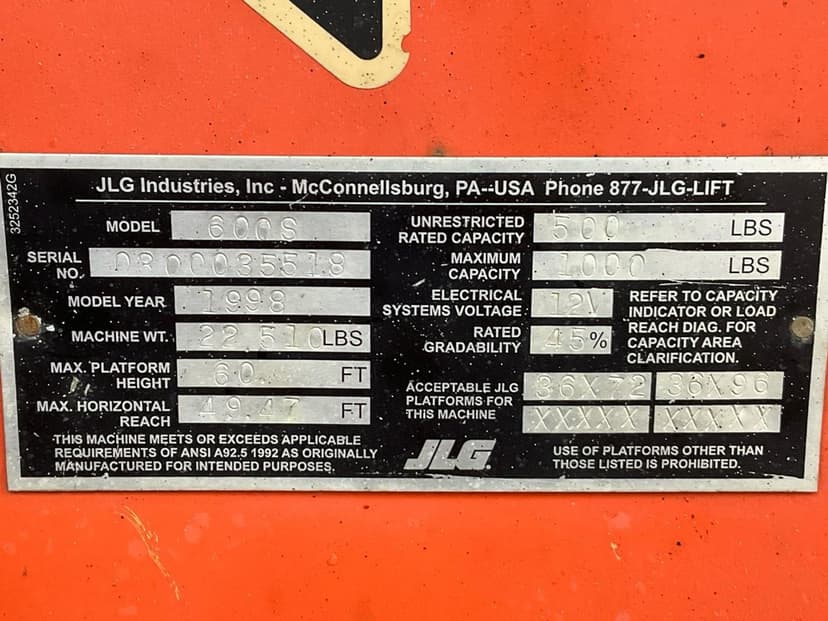 3252342G
JLG Industries, Inc - McConnellsburg, PA--USA Phone 877-JLG-LIFT
MODEL 600S
SERIAL NO. 0300035518
MODEL YEAR 1998
MACHINE WT. 22 510 LBS
MAX. PLATFORM HEIGHT 60 FT
MAX. HORIZONTAL REACH 49.47 FT
THIS MACHINE MEETS OR EXCEEDS APPLICABLE
REQUIREMENTS OF ANSI A92.5 1992 AS ORIGINALLY
MANUFACTURED FOR INTENDED PURPOSES.
UNRESTRICTED RATED CAPACITY 500 LBS
MAXIMUM CAPACITY 1000 LBS
ELECTRICAL SYSTEMS VOLTAGE 12V
RATED GRADABILITY 45%
REFER TO CAPACITY
INDICATOR OR LOAD
REACH DIAG. FOR
CAPACITY AREA
CLARIFICATION.
ACCEPTABLE JLG
PLATFORMS FOR
THIS MACHINE
36X72 36X96
XXXXX XXXXX
JLG
USE OF PLATFORMS OTHER THAN
THOSE LISTED IS PROHIBITED.